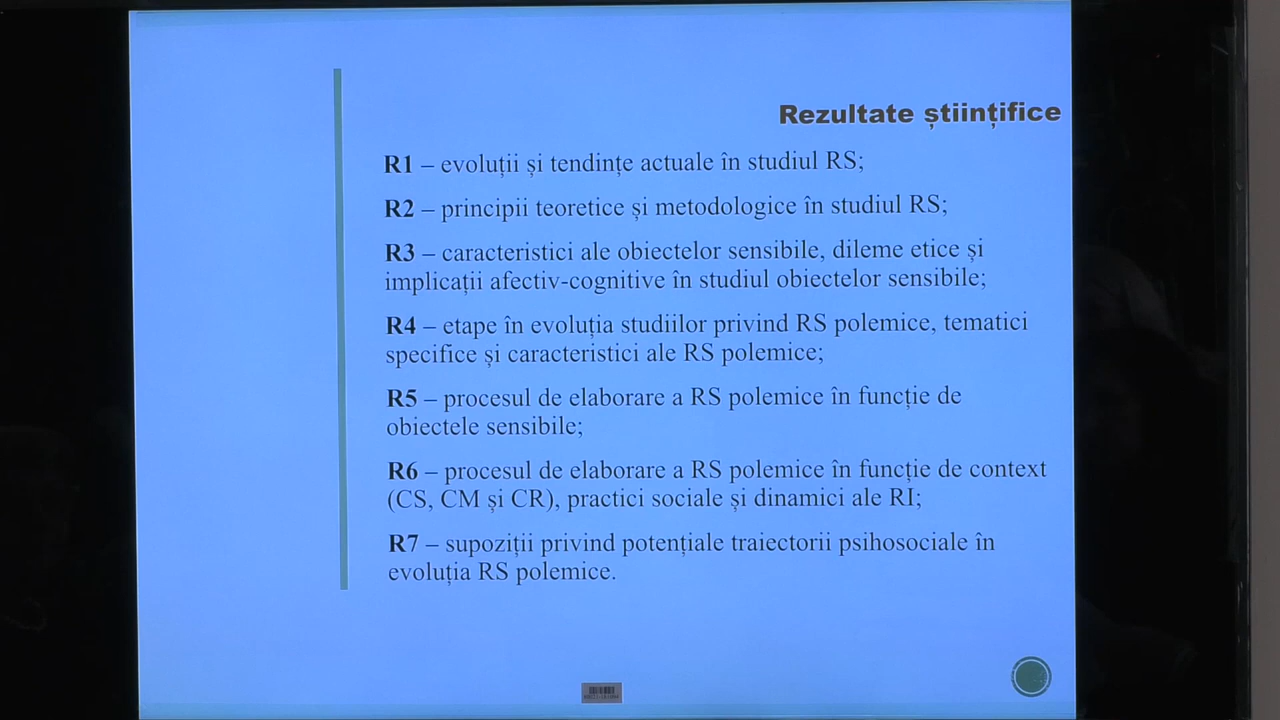 Rezultate științifice
R1 – evoluții și tendințe actuale în studiul RS;
R2 – principii teoretice și metodologice în studiul RS;
R3 – caracteristici ale obiectelor sensibile, dileme etice și
implicații afectiv-cognitive în studiul obiectelor sensibile;
R4 – etape în evoluția studiilor privind RS polemice, tematici
specifice și caracteristici ale RS polemice;
R5 – procesul de elaborare a RS polemice în funcție de
obiectele sensibile;
R6 – procesul de elaborare a RS polemice în funcție de context
(CS, CM și CR), practici sociale și dinamici ale RI;
R7 – supoziții privind potențiale traiectorii psihosociale în
evoluția RS polemice.